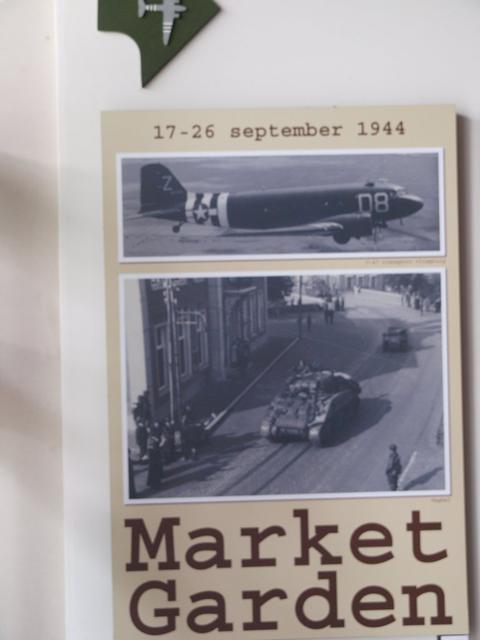 17-26 september 1944
Z
D8
Market
Garden